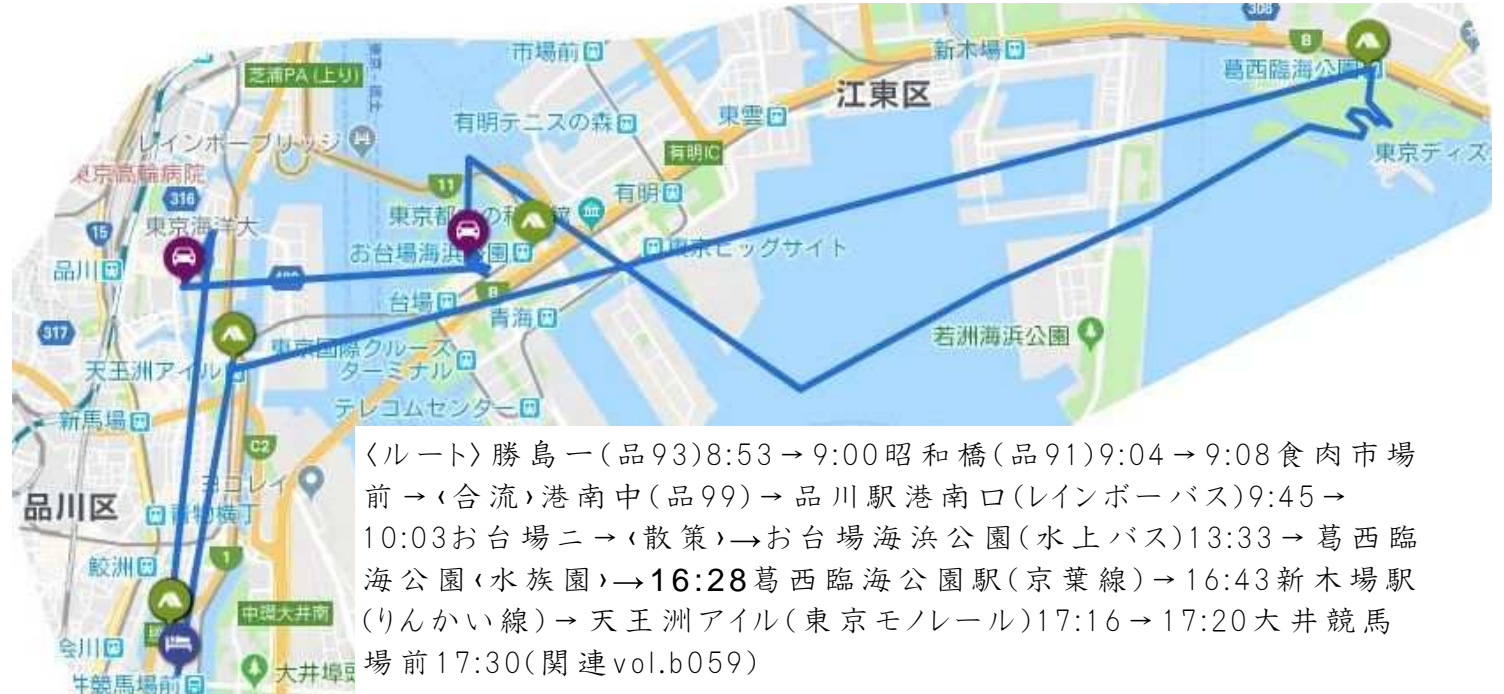 308
市場前
新木場
8
芝浦PA(上り)
葛西臨海公園
江東区
東雲
有明テニスの森
レインボーブリッジ
有明IC
東京ディズ
東京高輪病院
11
316
有明
東京海洋大
15
お台場海浜公園
東京ビッグサイト
品川
台場
8
青海
317
若洲海浜公園
東京国際クルーズ
ターミナル
天王洲アイル
テレコムセンター
新馬場
C2
ヨコレイ
品川区
青物横丁
鮫洲
1
中環大井南
〈ルート〉勝島一(品93)8:53→9:00昭和橋(品91)9:04→9:08食肉市場
前→‹合流›港南中(品99)→品川駅港南口(レインボーバス)9:45→
10:03お台場二→‹散策›→お台場海浜公園(水上バス)13:33→葛西臨
海公園‹水族園›→16:28葛西臨海公園駅(京葉線)→16:43新木場駅
(りんかい線)→天王洲アイル(東京モノレール)17:16→17:20大井競馬
場前17:30(関連vol.b059)